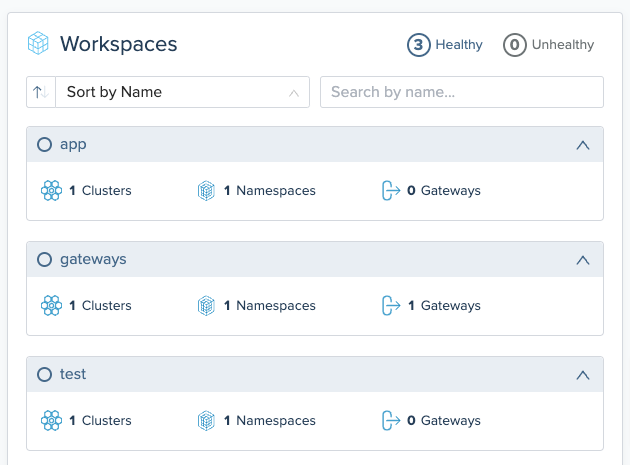 Workspaces
3 Healthy
0 Unhealthy
Sort by Name
Search by name...
app
1 Clusters
1 Namespaces
0 Gateways
gateways
1 Clusters
1 Namespaces
1 Gateways
test
1 Clusters
1 Namespaces
0 Gateways